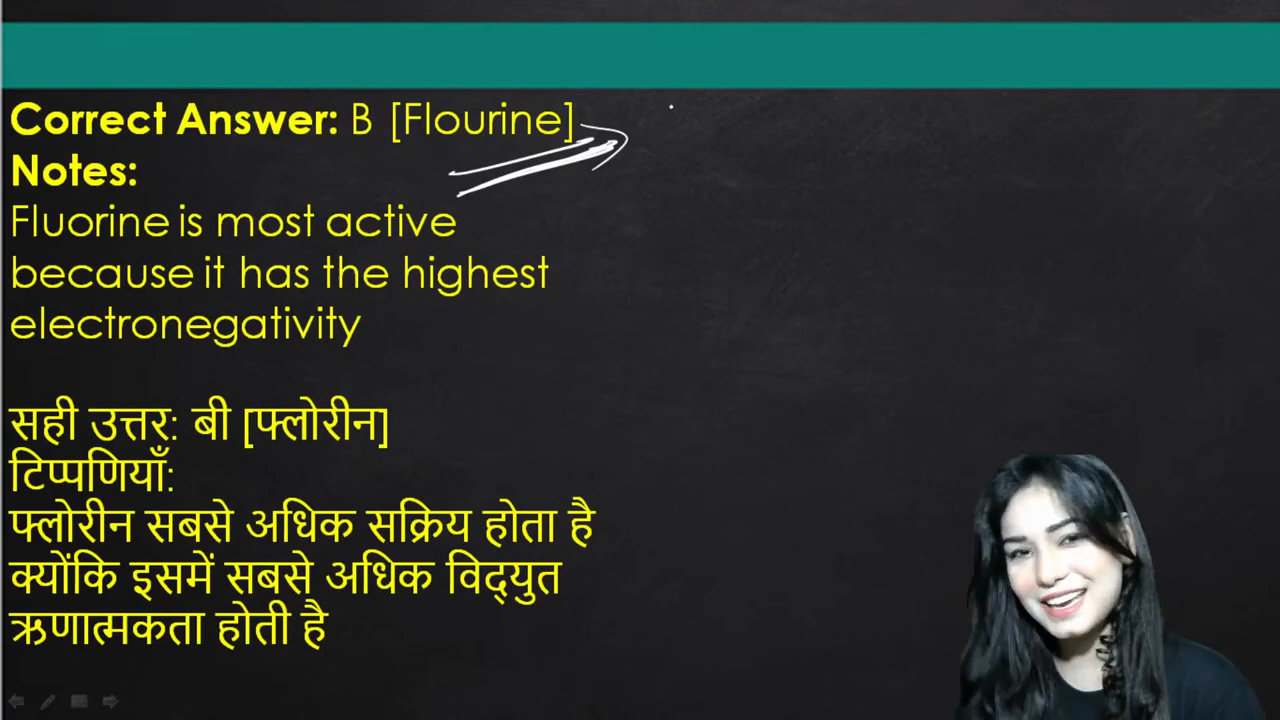 Correct Answer: B [Flourine]
Notes:
Fluorine is most active
because it has the highest
electronegativity
सही उत्तर: बी [फ्लोरीन]
टिप्पणियाँ:
फ्लोरीन सबसे अधिक सक्रिय होता है
क्योंकि इसमें सबसे अधिक विद्युत
ऋणात्मकता होती है